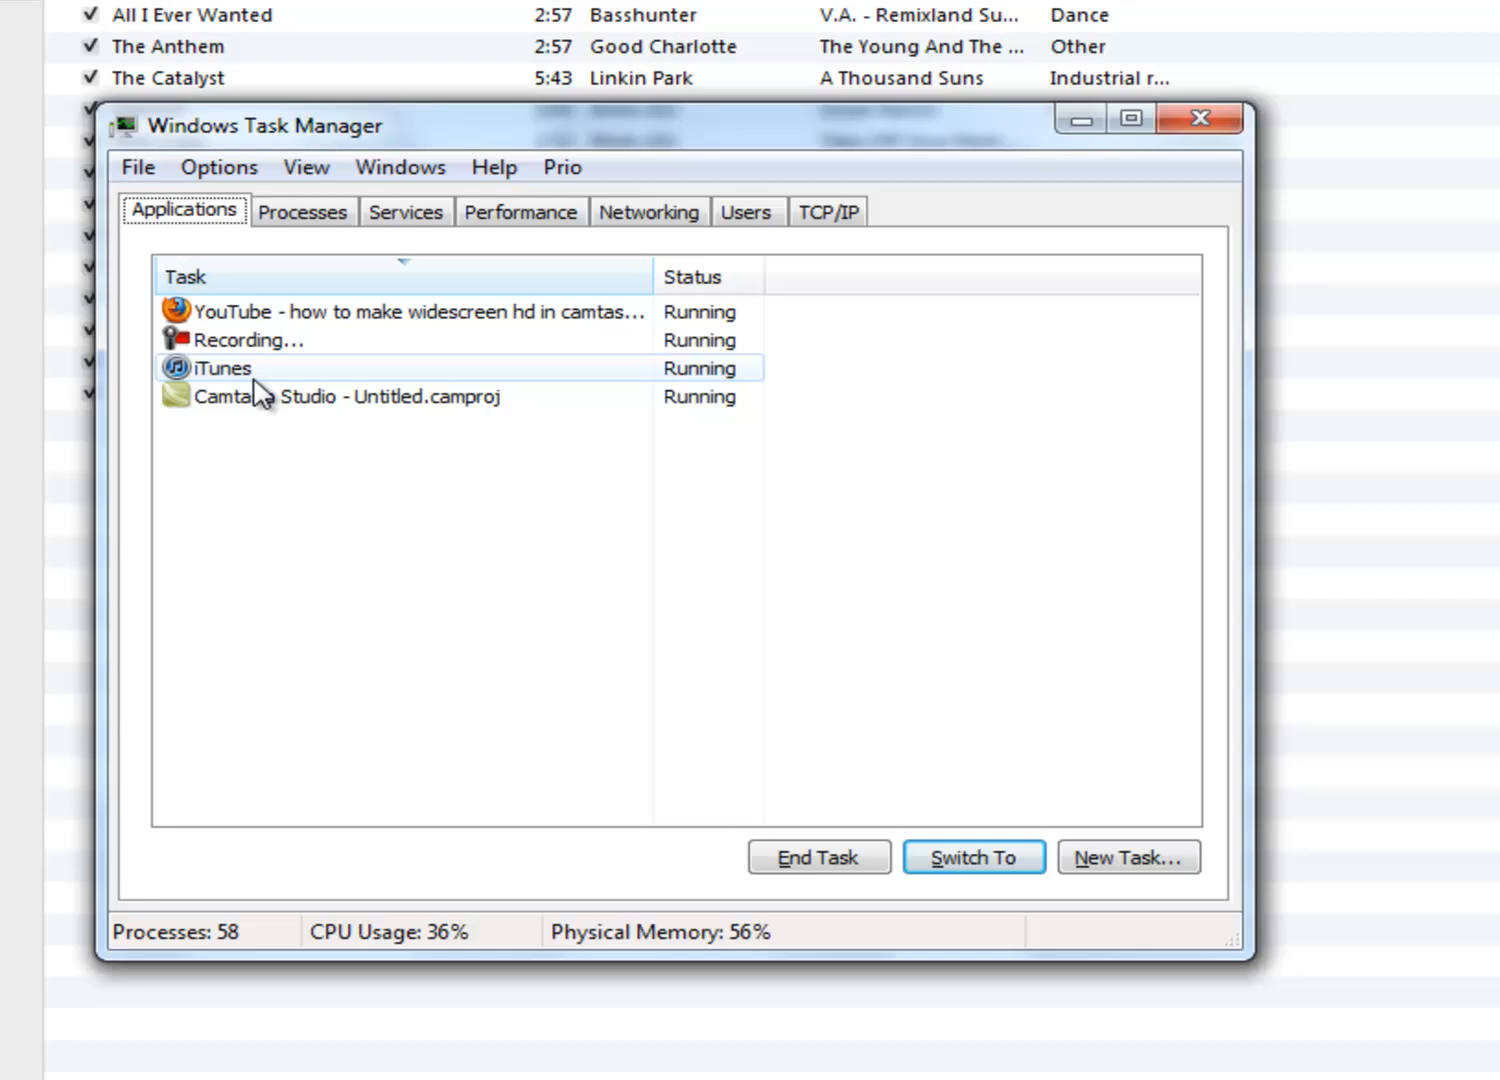 All I Ever Wanted 2:57 Basshunter V.A. - Remixland Su... Dance
The Anthem 2:57 Good Charlotte The Young And The ... Other
The Catalyst 5:43 Linkin Park A Thousand Suns Industrial r...
Windows Task Manager
File Options View Windows Help Prio
Applications Processes Services Performance Networking Users TCP/IP
Task Status
YouTube - how to make widescreen hd in camtas... Running
Recording... Running
iTunes Running
Camta Studio - Untitled.camproj Running
End Task Switch To New Task...
Processes: 58 CPU Usage: 36% Physical Memory: 56%